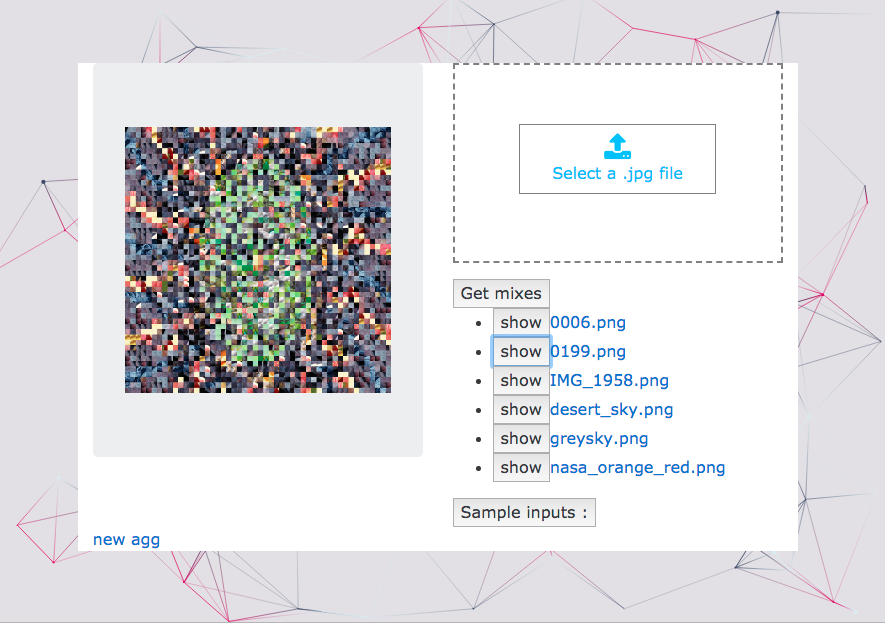 Select a .jpg file
Get mixes
show 0006.png
show 0199.png
show IMG_1958.png
show desert_sky.png
show greysky.png
show nasa_orange_red.png
Sample inputs :
new agg